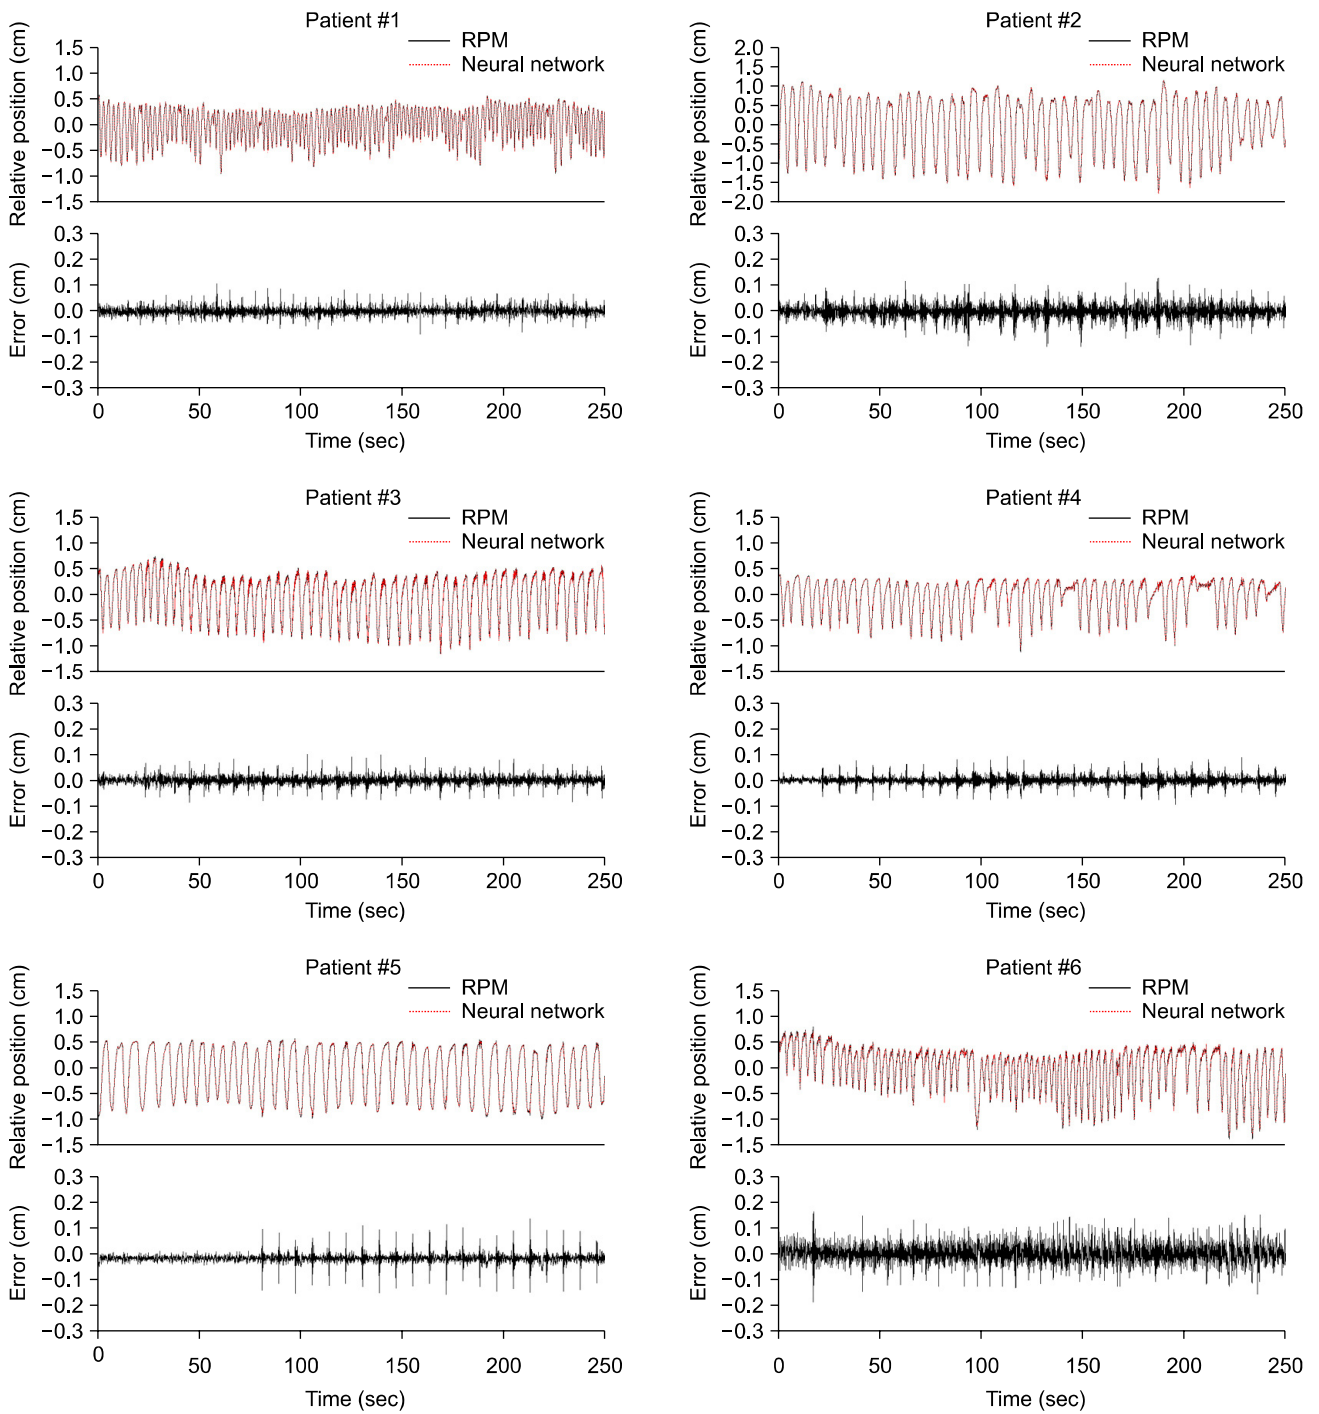 Patient #1
RPM
Neural network
Relative position (cm)
1.5
1.0
0.5
0.0
−0.5
−1.0
−1.5
Error (cm)
0.3
0.2
0.1
0.0
−0.1
−0.2
−0.3
0 50 100 150 200 250
Time (sec)
Patient #2
RPM
Neural network
Relative position (cm)
2.0
1.5
1.0
0.5
0.0
−0.5
−1.0
−1.5
−2.0
Error (cm)
0.3
0.2
0.1
0.0
−0.1
−0.2
−0.3
0 50 100 150 200 250
Time (sec)
Patient #3
RPM
Neural network
Relative position (cm)
1.5
1.0
0.5
0.0
−0.5
−1.0
−1.5
Error (cm)
0.3
0.2
0.1
0.0
−0.1
−0.2
−0.3
0 50 100 150 200 250
Time (sec)
Patient #4
RPM
Neural network
Relative position (cm)
1.5
1.0
0.5
0.0
−0.5
−1.0
−1.5
Error (cm)
0.3
0.2
0.1
0.0
−0.1
−0.2
−0.3
0 50 100 150 200 250
Time (sec)
Patient #5
RPM
Neural network
Relative position (cm)
1.5
1.0
0.5
0.0
−0.5
−1.0
−1.5
Error (cm)
0.3
0.2
0.1
0.0
−0.1
−0.2
−0.3
0 50 100 150 200 250
Time (sec)
Patient #6
RPM
Neural network
Relative position (cm)
1.5
1.0
0.5
0.0
−0.5
−1.0
−1.5
Error (cm)
0.3
0.2
0.1
0.0
−0.1
−0.2
−0.3
0 50 100 150 200 250
Time (sec)